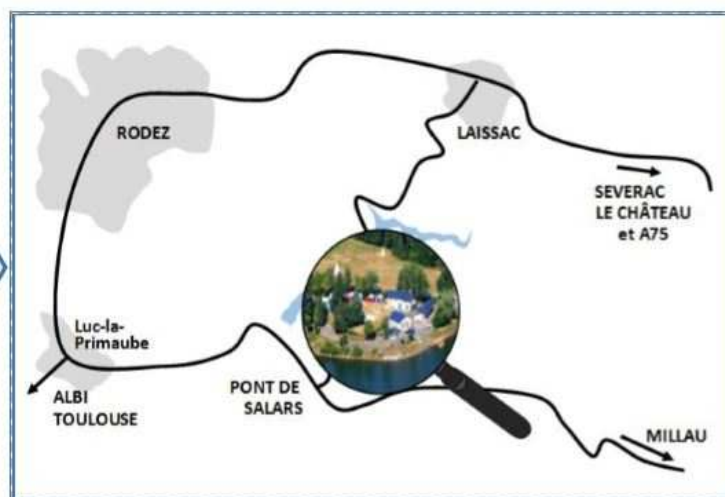 RODEZ
LAISSAC
SEVERAC
LE CHÂTEAU
et A75
Luc-la-
Primaube
ALBI
TOULOUSE
PONT DE
SALARS
MILLAU